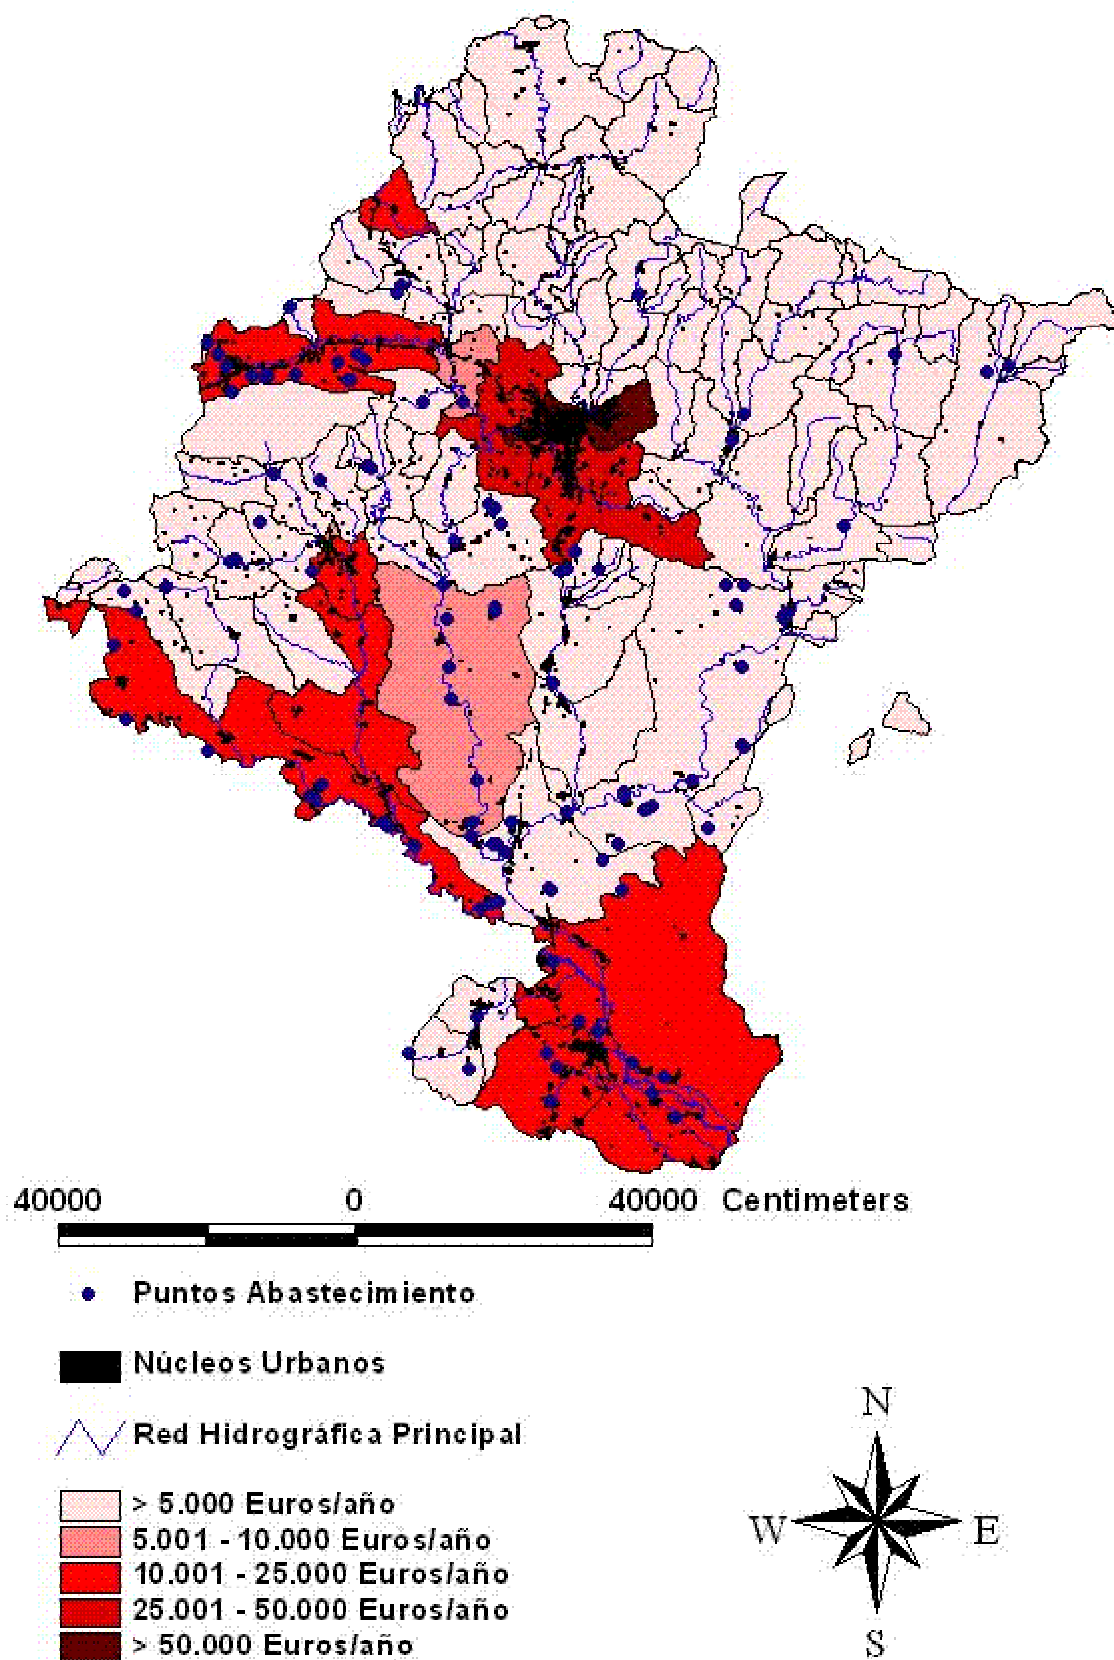 40000 0 40000 Centimeters
Puntos Abastecimiento
Núcleos Urbanos
Red Hidrográfica Principal
> 5.000 Euros/año
5.001 - 10.000 Euros/año
10.001 - 25.000 Euros/año
25.001 - 50.000 Euros/año
> 50.000 Euros/año
N
W E
S